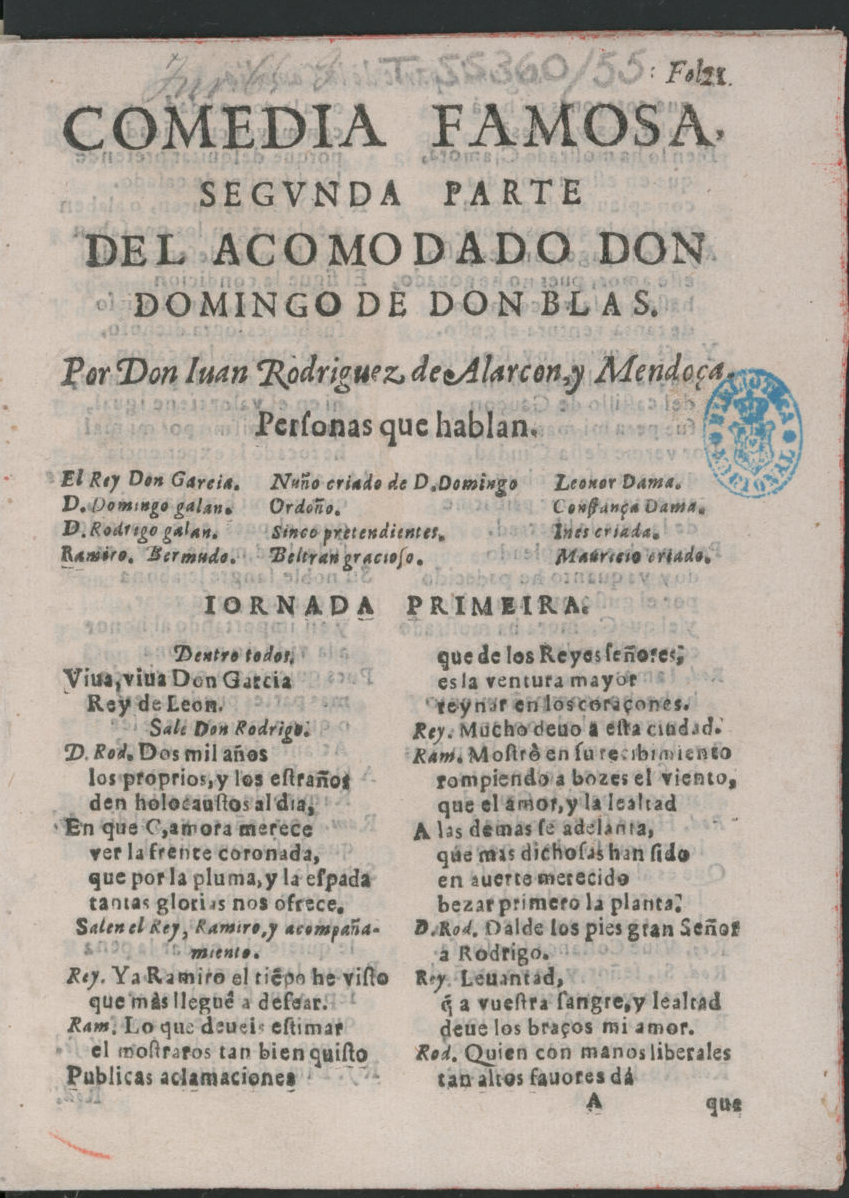 T-55360/55
: Fol 21.
COMEDIA FAMOSA,
SEGVNDA PARTE
DEL ACOMODADO DON
DOMINGO DE DON BLAS.
Por Don Iuan Rodriguez de Alarcon, y Mendoça.
Perſonas que hablan.
BIBLIOTECA NACIONAL
El Rey Don Garcia. Nuño criado de D.Domingo Leonor Dama.
D. Domingo galan. Ordoño. Conſtança Dama.
D. Rodrigo galan. Sinco pretendientes. Ines criada.
Ramiro. Bermudo. Beltran gracioſo. Mauricio criado.
IORNADA PRIMEIRA.
Dentro todos.
Viua, viua Don Garcia
Rey de Leon.
Sale Don Rodrigo.
D. Rod. Dos mil años
los proprios, y los eſtraños
den holocauſtos al dia,
En que C,amora merece
ver la frente coronada,
que por la pluma, y la eſpada
tantas glorias nos ofrece.
Salen el Rey, Ramiro, y acompaña-
miento.
Rey. Ya Ramiro el tiẽpo he viſto
que màs lleguê a deſear.
Ram. Lo que deueis eſtimar
el moſtraros tan bien quiſto
Publicas aclamaciones
que de los Reyes ſeñores;
es la ventura mayor
reynar en los coraçones.
Rey. Mucho deuo a eſta ciudad.
Ram. Moſtrò en ſu recibimiento
rompiendo a bozes el viento,
que el amor, y la lealtad
A las demas ſe adelanta,
que mas dichoſas han ſido
en auerte merecido
bezar primero la planta.
D.Rod. Dalde los pies gran Señor
a Rodrigo.
Rey. Leuantad,
q̃ a vueſtra ſangre, y lealtad
deue los braços mi amor.
Rod. Quien con manos liberales
tan altos fauores dá
A que